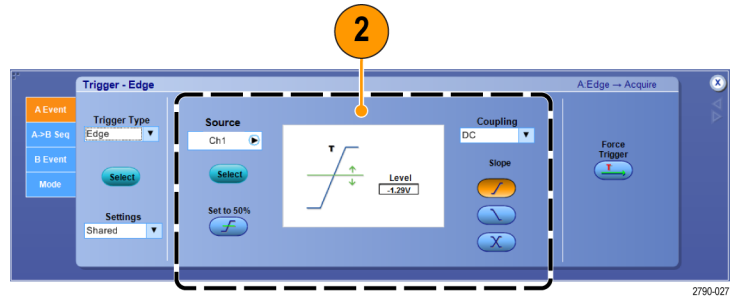 2
Trigger - Edge
A:Edge → Acquire
X
A Event
A->B Seq
B Event
Mode
Trigger Type
Edge
Select
Settings
Shared
Source
Ch1
Select
Set to 50%
T
Level
-1.29V
Coupling
DC
Slope
Force
Trigger
T
2790-027